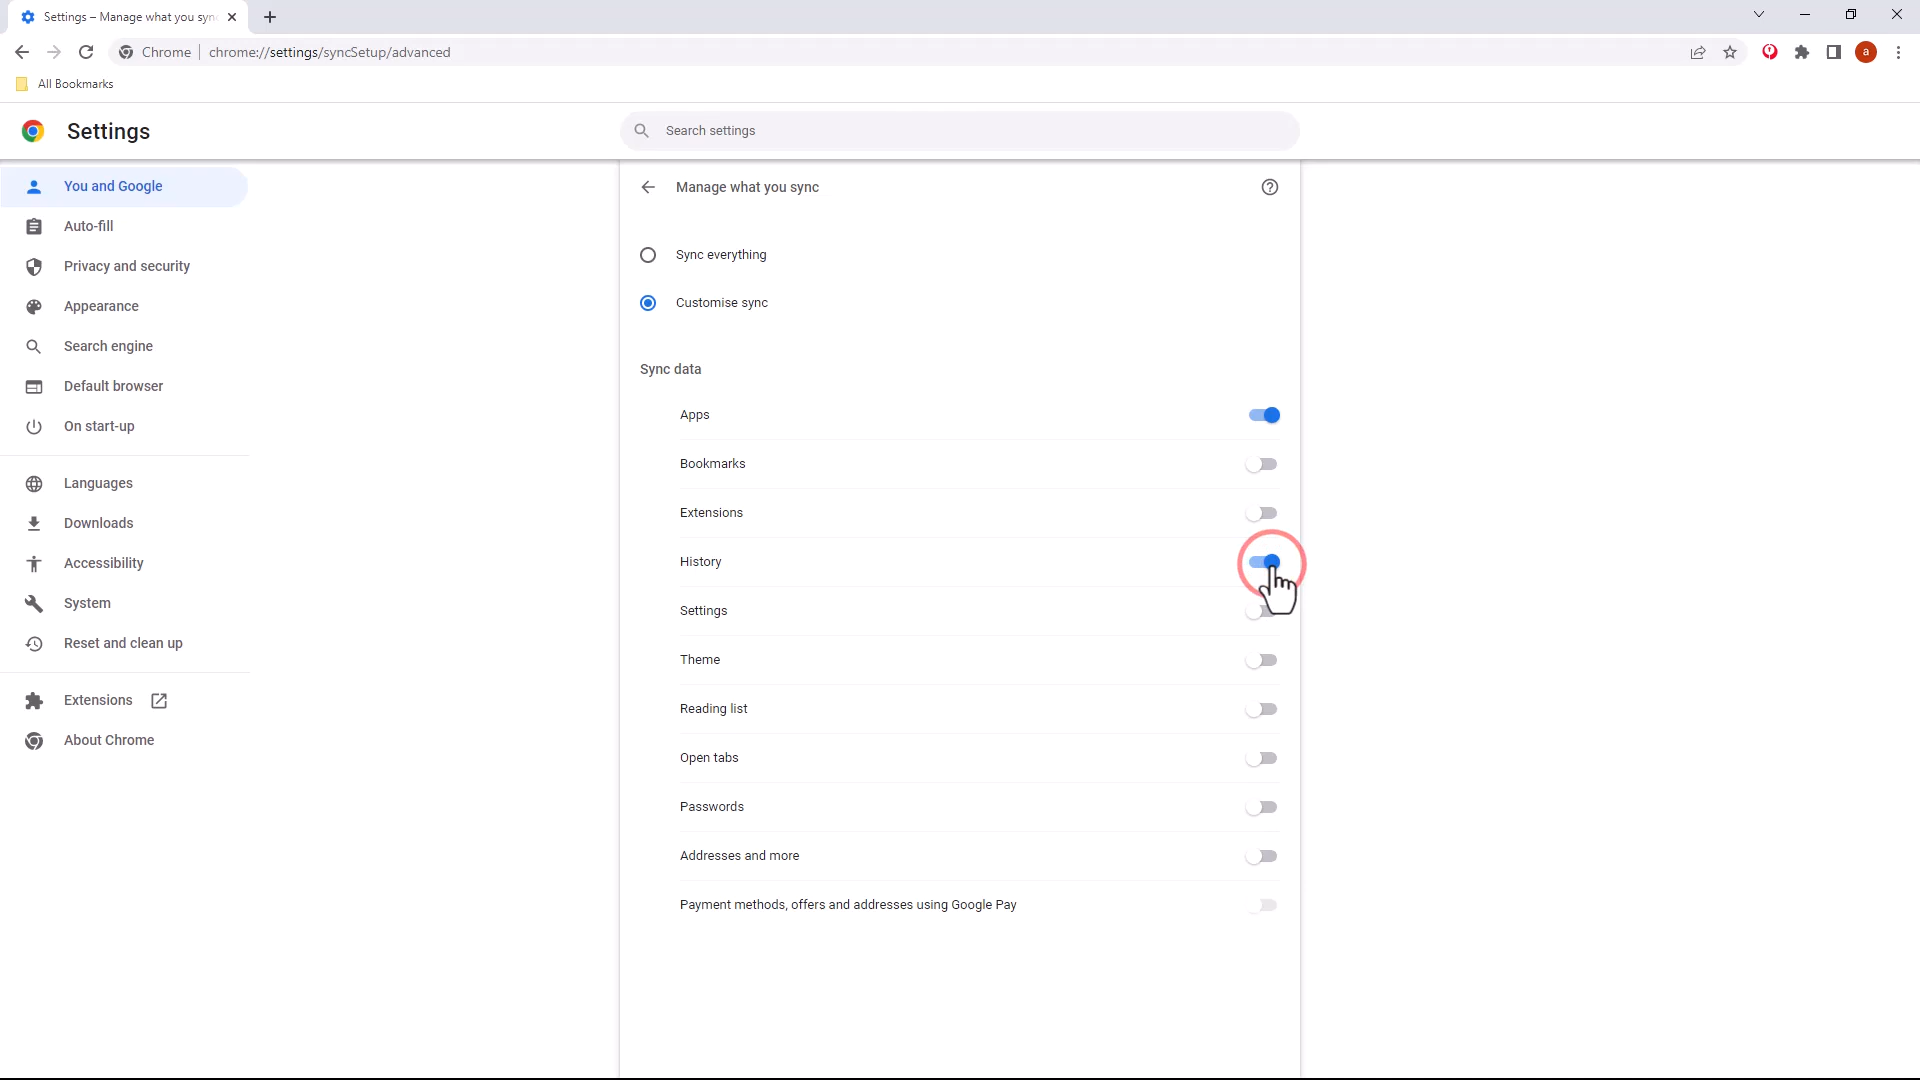 Settings – Manage what you sync
Chrome
chrome://settings/syncSetup/advanced
a
All Bookmarks
Settings
Search settings
You and Google
Auto-fill
Privacy and security
Appearance
Search engine
Default browser
On start-up
Languages
Downloads
Accessibility
System
Reset and clean up
Extensions
About Chrome
Manage what you sync
Sync everything
Customise sync
Sync data
Apps
Bookmarks
Extensions
History
Settings
Theme
Reading list
Open tabs
Passwords
Addresses and more
Payment methods, offers and addresses using Google Pay